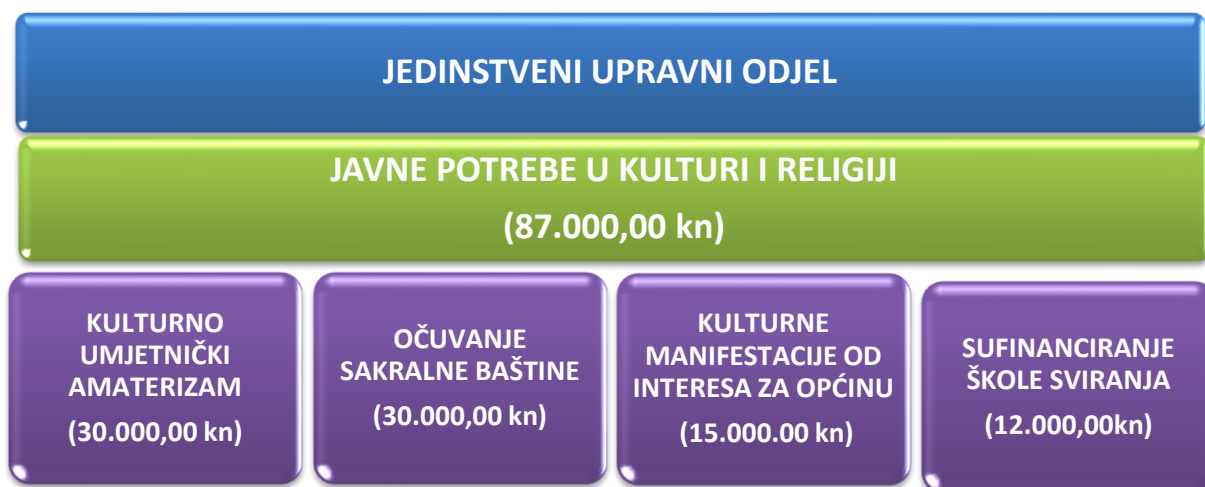 JEDINSTVENI UPRAVNI ODJEL
JAVNE POTREBE U KULTURI I RELIGIJI
(87.000,00 kn)
KULTURNO
UMJETNIČKI
AMATERIZAM
(30.000,00 kn)
OČUVANJE
SAKRALNE BAŠTINE
(30.000,00 kn)
KULTURNE
MANIFESTACIJE OD
INTERESA ZA OPĆINU
(15.000.00 kn)
SUFINANCIRANJE
ŠKOLE SVIRANJA
(12.000,00kn)